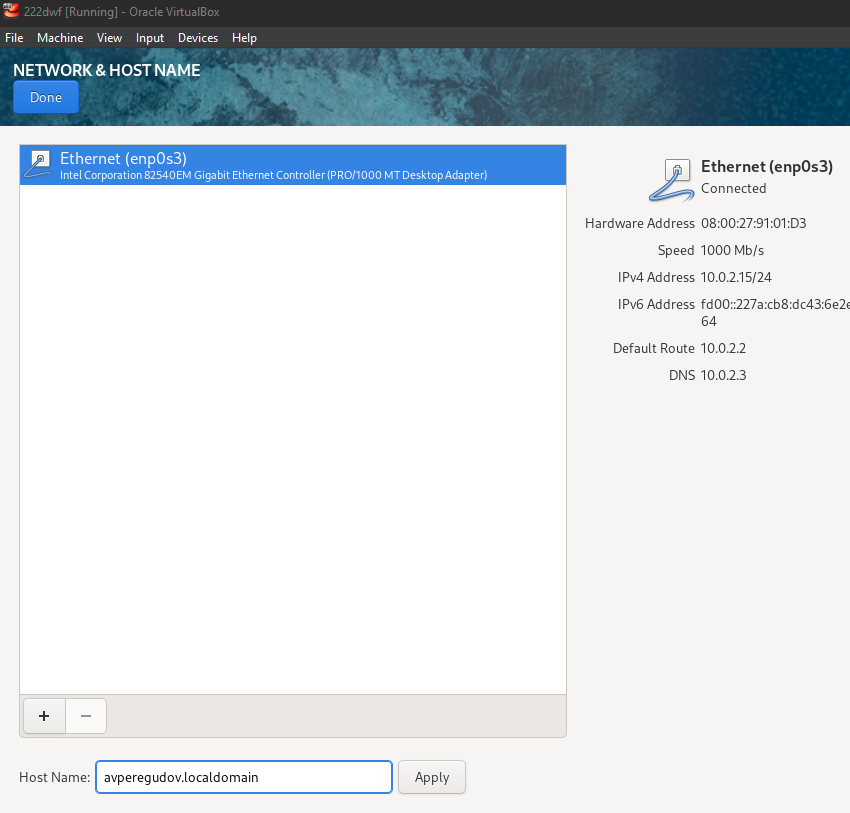 222dwf [Running] - Oracle VirtualBox
File Machine View Input Devices Help
NETWORK & HOST NAME
Done
Ethernet (enp0s3)
Intel Corporation 82540EM Gigabit Ethernet Controller (PRO/1000 MT Desktop Adapter)
Ethernet (enp0s3)
Connected
Hardware Address 08:00:27:91:01:D3
Speed 1000 Mb/s
IPv4 Address 10.0.2.15/24
IPv6 Address fd00::227a:cb8:dc43:6e2e
64
Default Route 10.0.2.2
DNS 10.0.2.3
+ −
Host Name: avperegudov.localdomain Apply